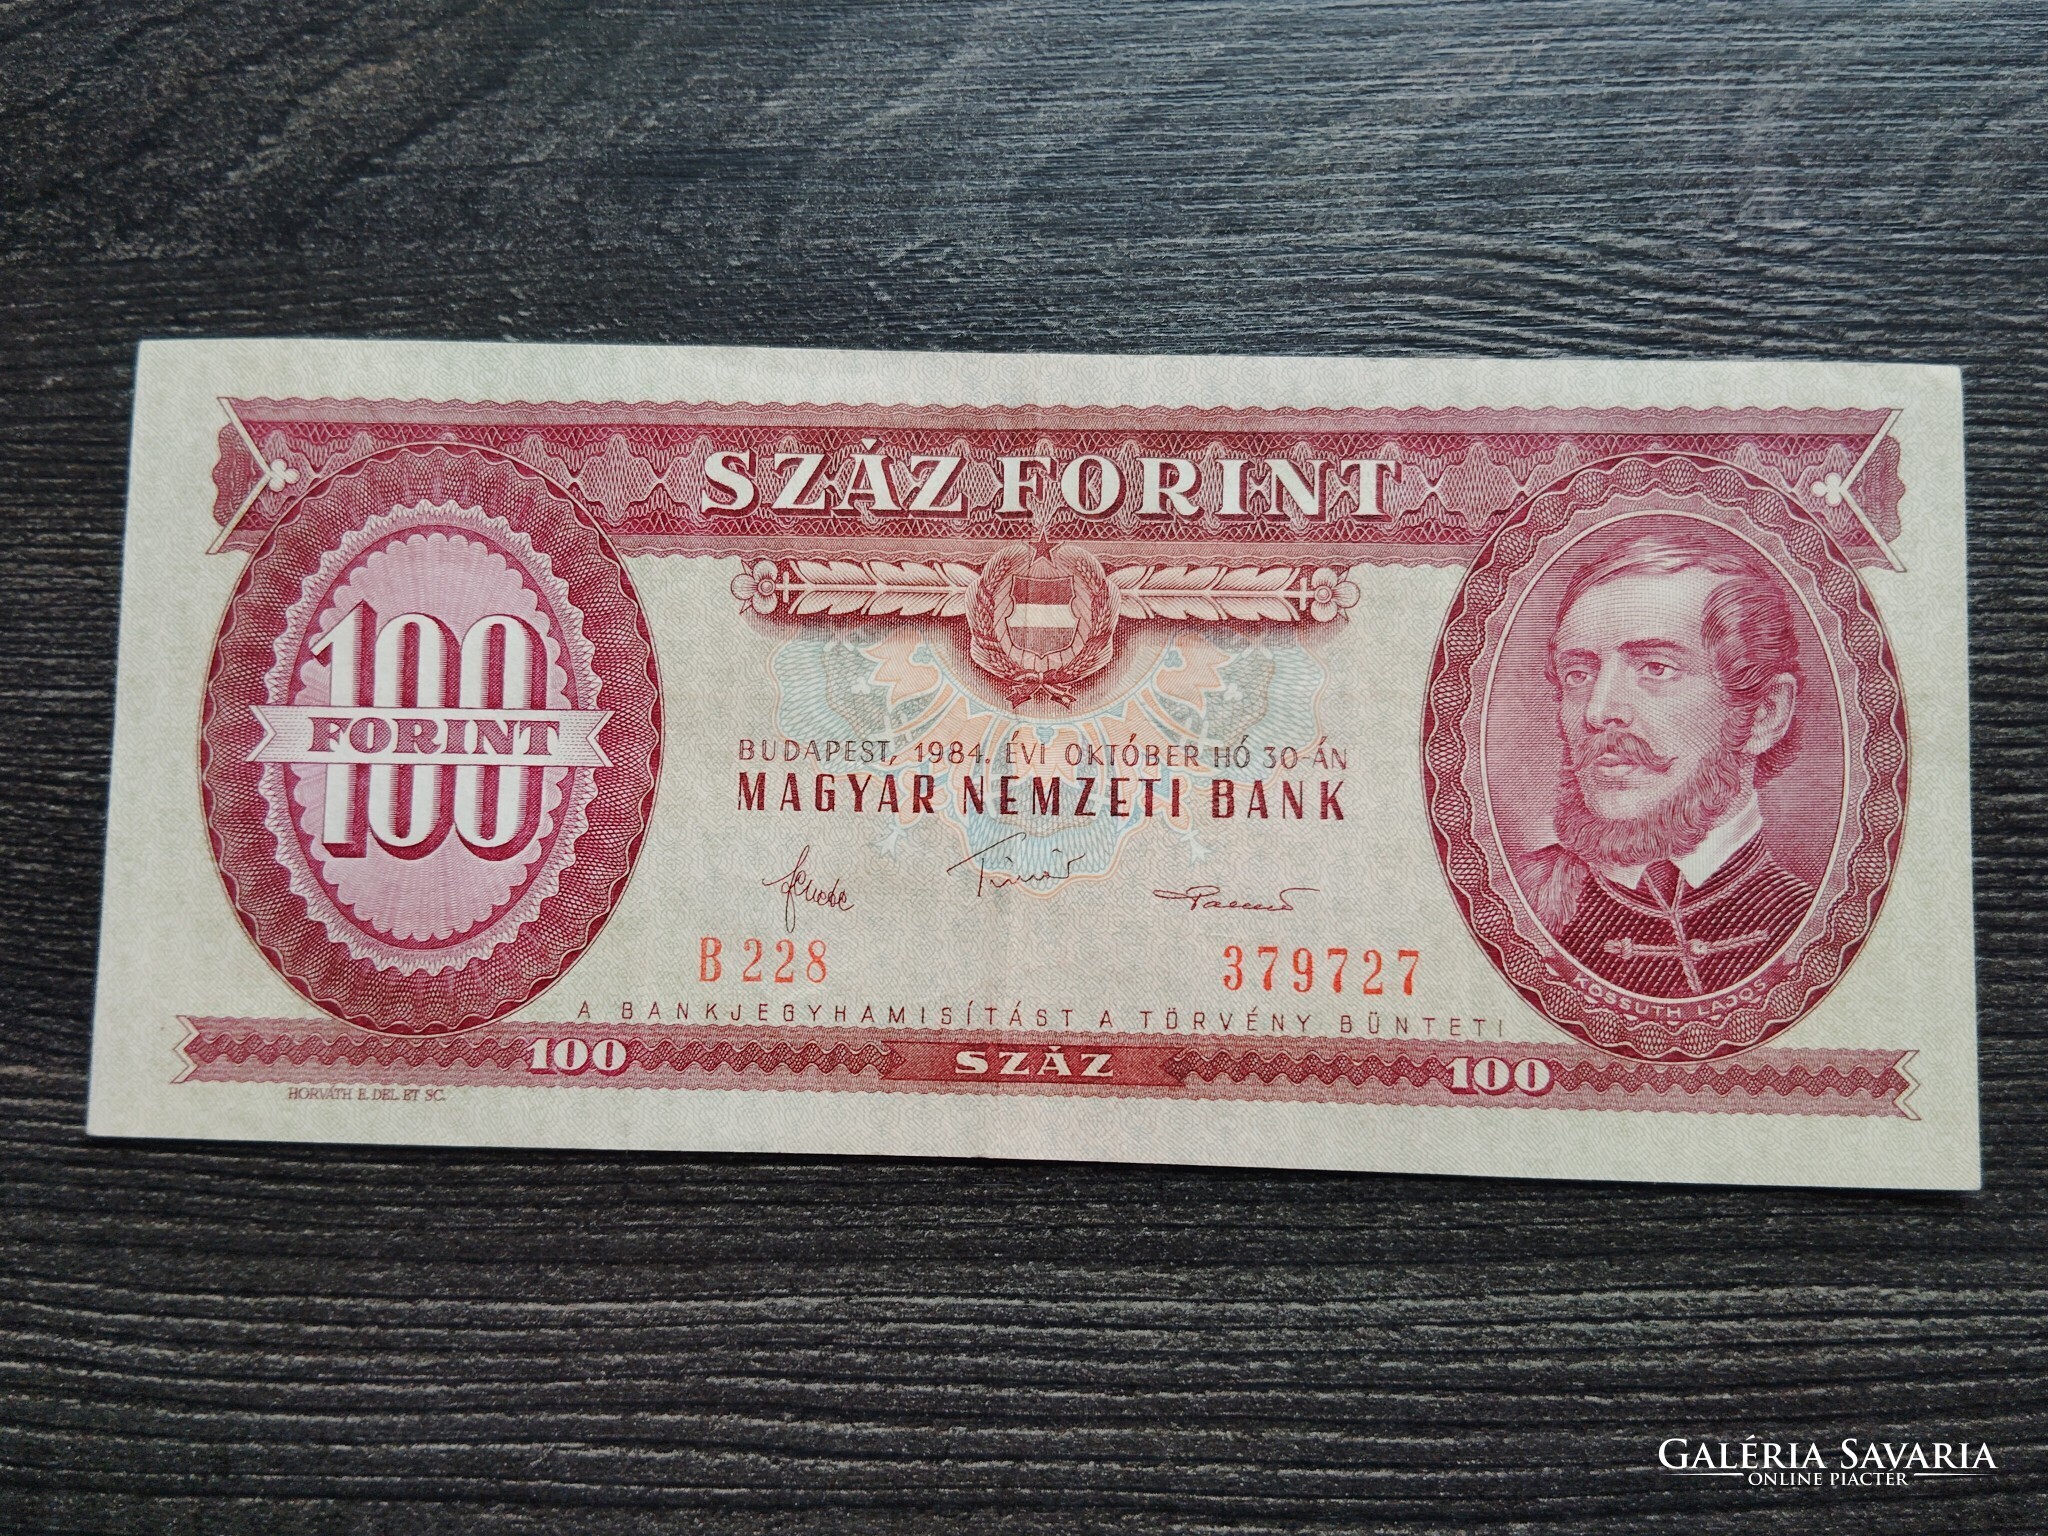 SZÁZ FORINT
100
FORINT
BUDAPEST, 1984. ÉVI OKTÓBER HÓ 30-ÁN
MAGYAR NEMZETI BANK
B 228
379727
KOSSUTH LAJOS
A BANKJEGYHAMISÍTÁST A TÖRVÉNY BÜNTETI
100
SZÁZ
100
HORVÁTH E. DEL. ET SC.
GALÉRIA SAVARIA
ONLINE PIACTÉR